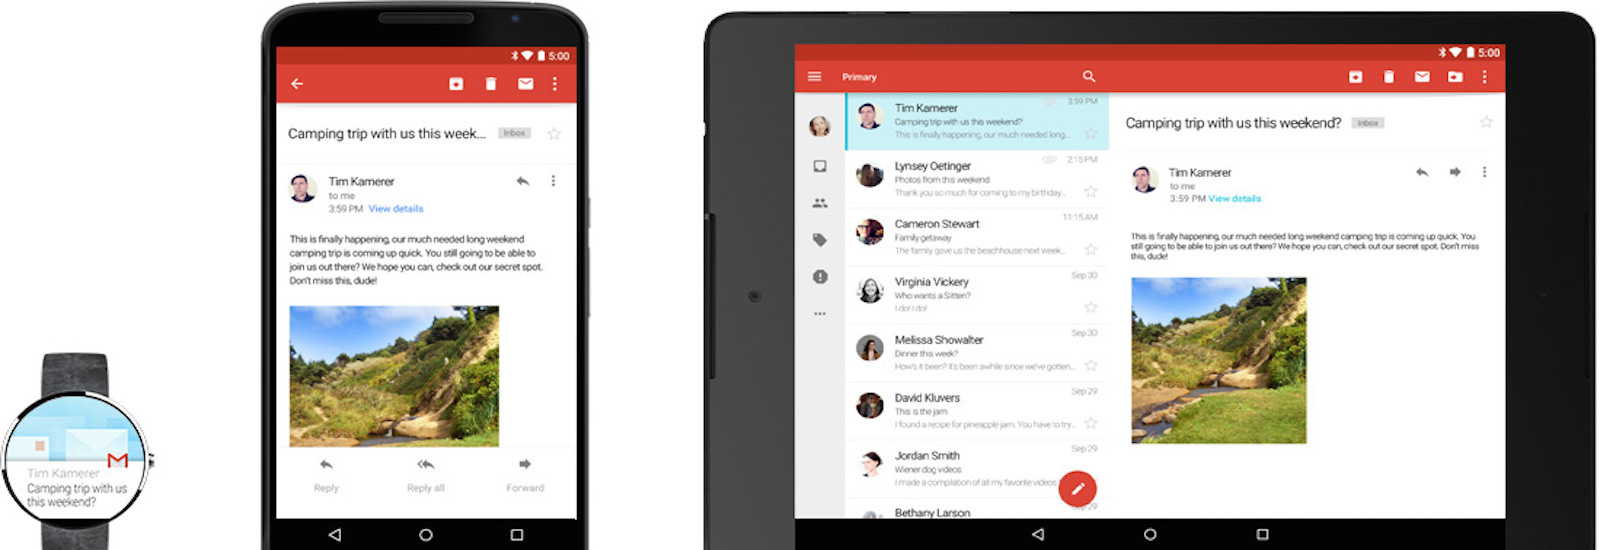 Tim Kamerer
Camping trip with us
this weekend?
5:00
Camping trip with us this week...
Inbox
Tim Kamerer
to me
3:59 PM View details
This is finally happening, our much needed long weekend
camping trip is coming up quick. You still going to be able to
join us out there? We hope you can, check out our secret spot.
Don't miss this, dude!
Reply
Reply all
Forward
5:00
Primary
Tim Kamerer
3:59 PM
Camping trip with us this weekend?
This is finally happening, our much needed long...
Lynsey Oetinger
2:15 PM
Photos from this weekend
Thank you so much for coming to my birthday...
Cameron Stewart
11:15 AM
Family getaway
The family gave us the beachhouse next week...
Virginia Vickery
Sep 30
Who wants a Sitten?
I do! I do!
Melissa Showalter
Sep 30
Dinner this week?
How's it been? It's been awhile since we've gotten...
David Kluvers
Sep 29
This is the jam
I found a recipe for pineapple jam. You have to try...
Jordan Smith
Sep 29
Wiener dog videos
I made a compilation of all my favorite videos
Bethany Larson
29
Camping trip with us this weekend?
Inbox
Tim Kamerer
to me
3:59 PM View details
This is finally happening, our much needed long weekend camping trip is coming up quick. You
still going to be able to join us out there? We hope you can, check out our secret spot. Don't miss
this, dude!